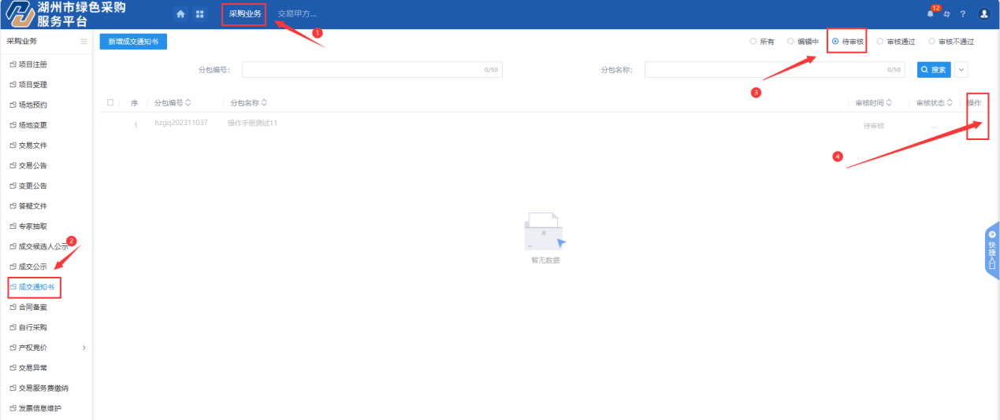 湖州市绿色采购
服务平台
采购业务
交易甲方...
12
?
1
采购业务
新增成交通知书
所有
编辑中
待审核
审核通过
审核不通过
项目注册
分包编号：
0/50
分包名称：
0/50
搜索
项目受理
3
场地预约
序
分包编号
分包名称
审核时间
审核状态
操作
场地变更
1
hzgq202311037
操作手册测试11
待审核
...
交易文件
4
交易公告
变更公告
答疑文件
专家抽取
2
成交候选人公示
快捷入口
暂无数据
成交公示
成交通知书
合同备案
自行采购
产权竞价
交易异常
交易服务费缴纳
发票信息维护